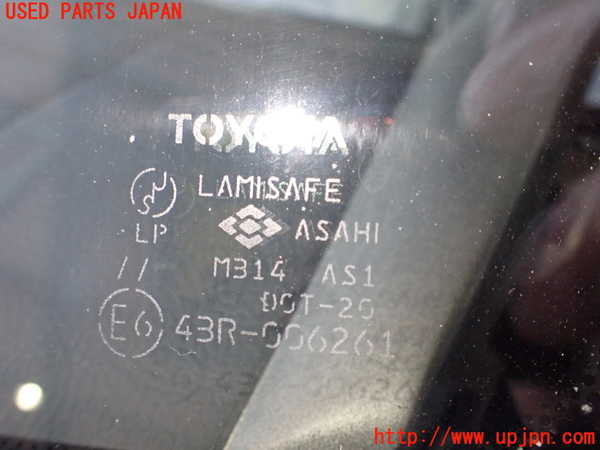 USED PARTS JAPAN
TOYOTA
LAMISAFE
LP ASAHI
// M314 AS1
DOT-20
E6 43R-006261
http://www.upjpn.com/